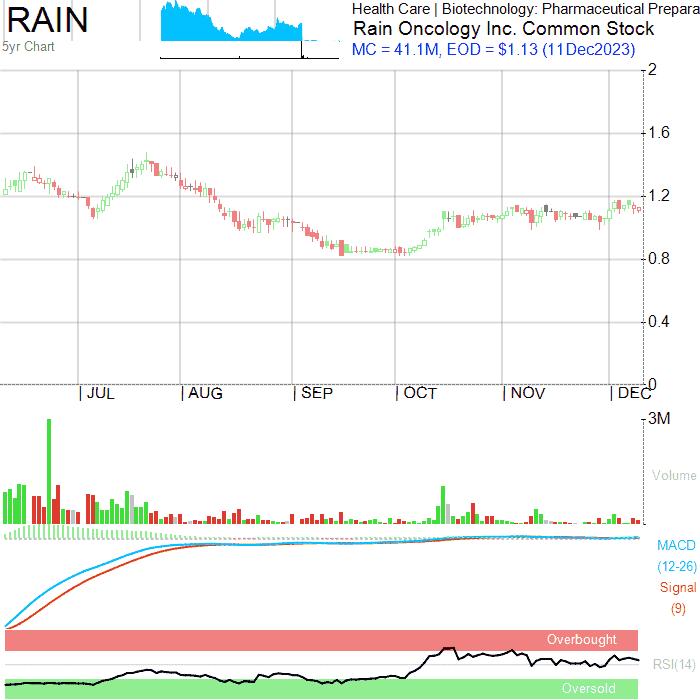 RAIN
Health Care | Biotechnology: Pharmaceutical Prepara
Rain Oncology Inc. Common Stock
5yr Chart
MC = 41.1M, EOD = $1.13 (11Dec2023)
2
1.6
1.2
0.8
0.4
0
JUL AUG SEP OCT NOV DEC
3M
Volume
MACD
(12-26)
Signal
(9)
Overbought
RSI(14)
Oversold